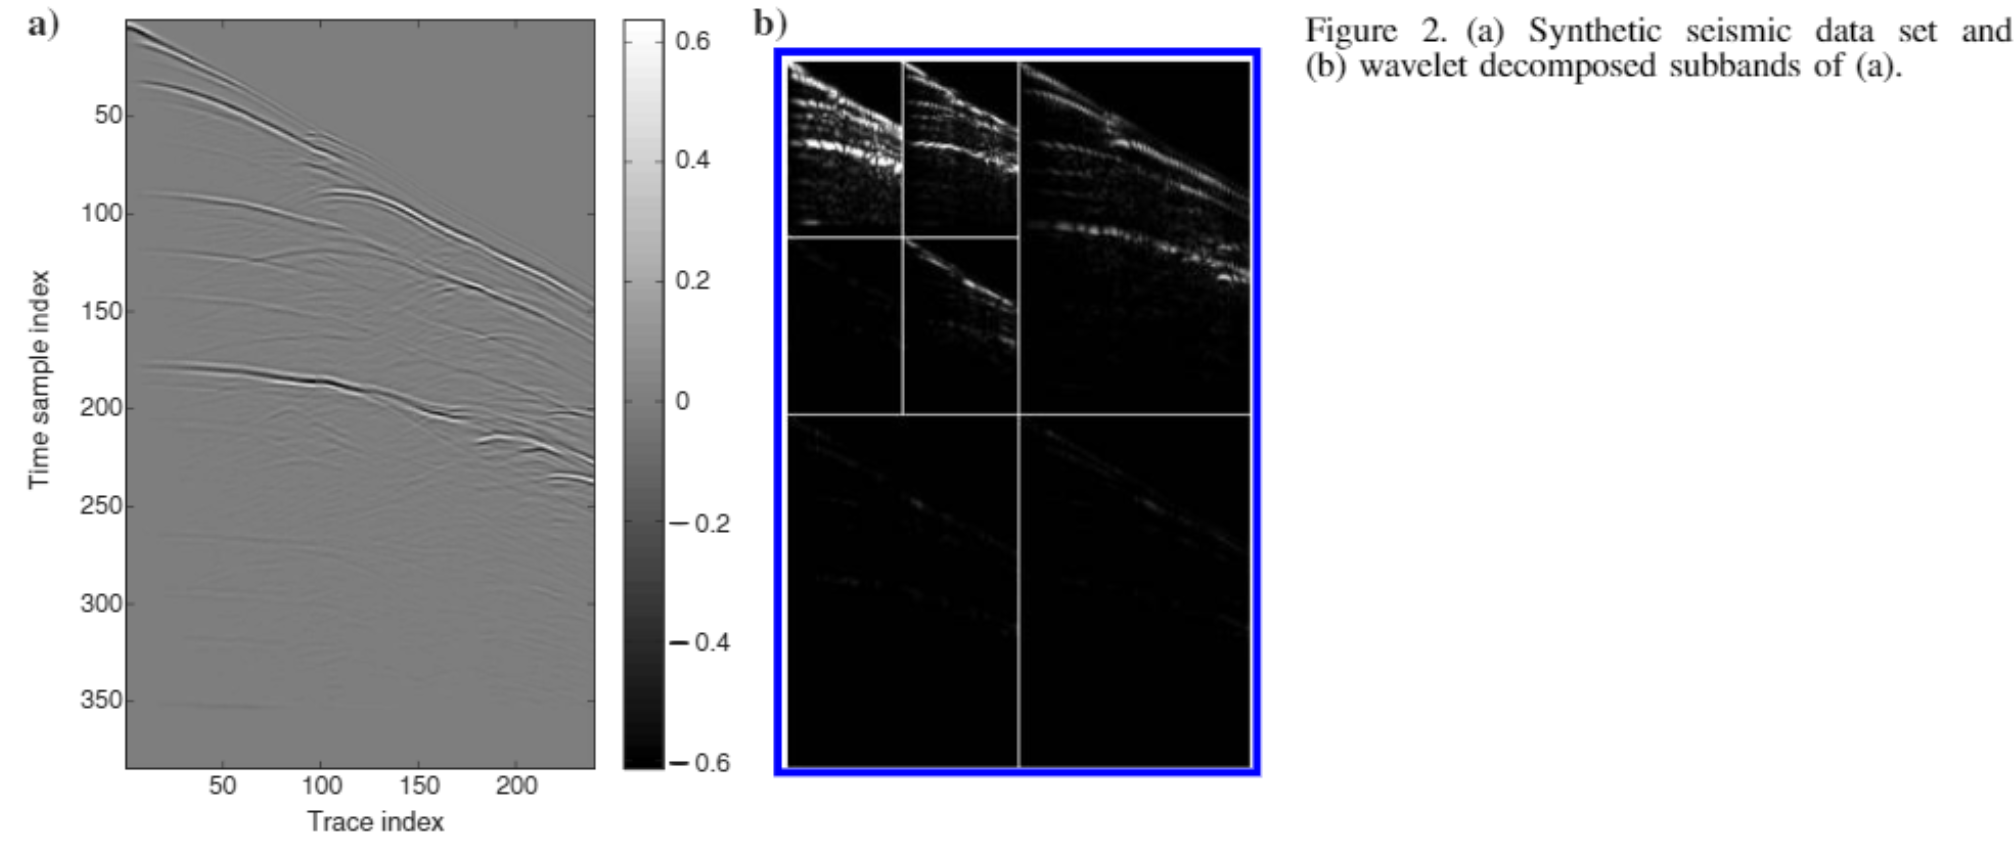 a)
0.6
0.4
0.2
0
−0.2
−0.4
−0.6
50
100
150
200
250
300
350
Time sample index
50 100 150 200
Trace index
b)
Figure 2. (a) Synthetic seismic data set and
(b) wavelet decomposed subbands of (a).